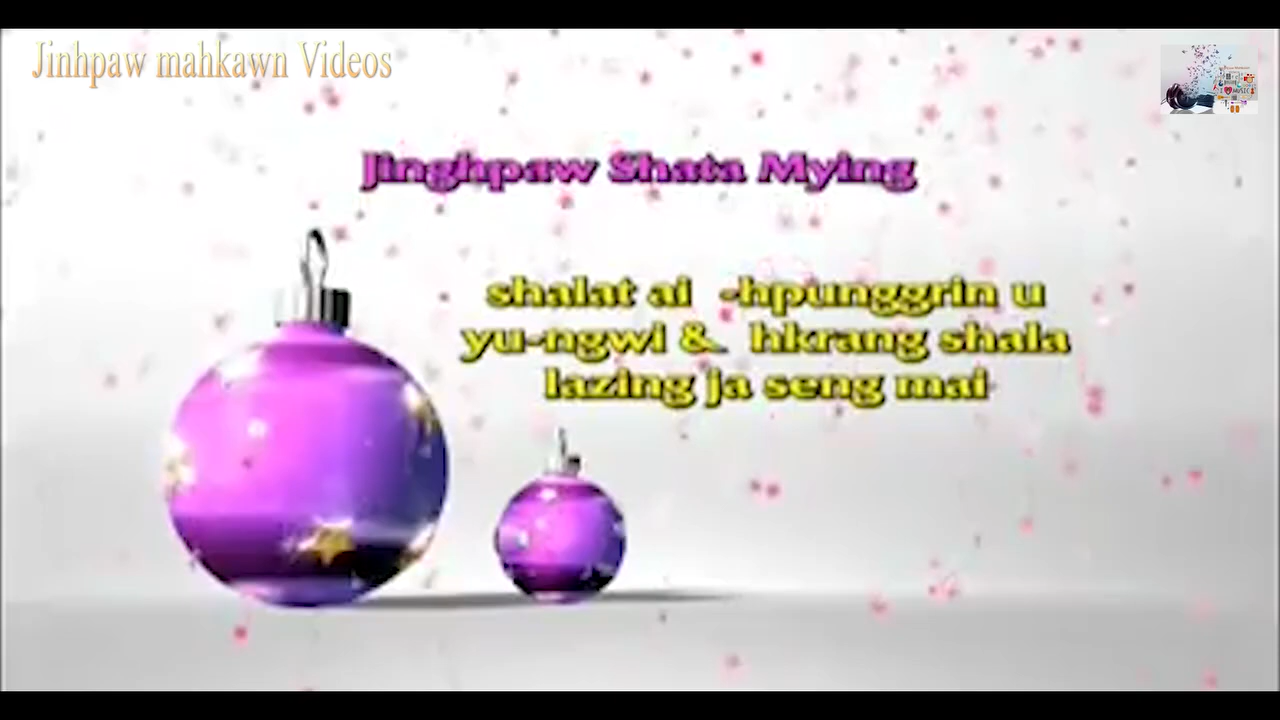 Jinhpaw mahkawn Videos
Jinghpaw Shata Mying
shalat ai -hpunggrin u
yu-ngwi & hkrang shala
lazing ja seng mai